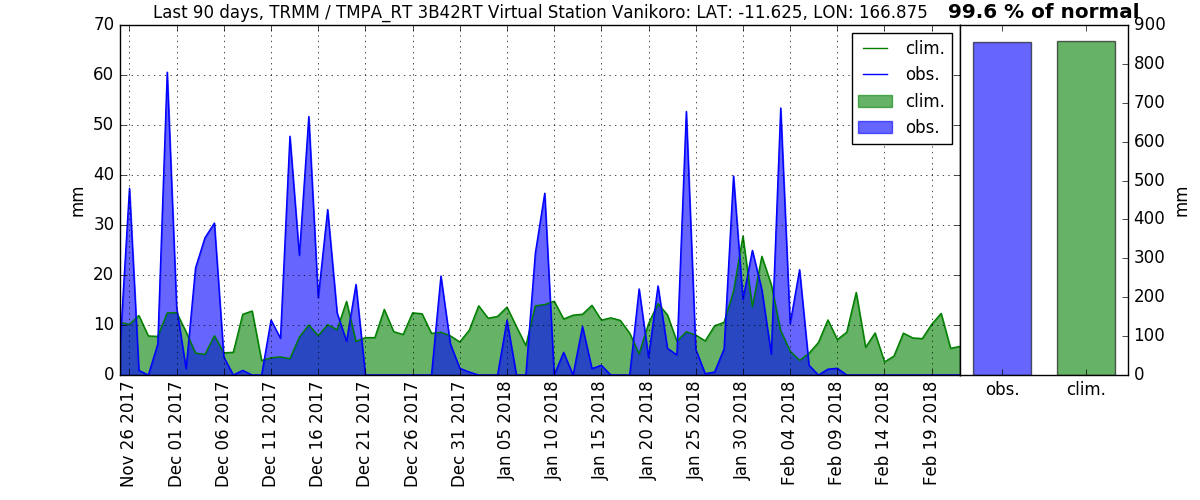 Last 90 days, TRMM / TMPA_RT 3B42RT Virtual Station Vanikoro: LAT: -11.625, LON: 166.875
99.6 % of normal
70
60
50
40
30
20
10
0
mm
clim.
obs.
clim.
obs.
900
800
700
600
500
400
300
200
100
0
mm
obs.
clim.
Nov 26 2017
Dec 01 2017
Dec 06 2017
Dec 11 2017
Dec 16 2017
Dec 21 2017
Dec 26 2017
Dec 31 2017
Jan 05 2018
Jan 10 2018
Jan 15 2018
Jan 20 2018
Jan 25 2018
Jan 30 2018
Feb 04 2018
Feb 09 2018
Feb 14 2018
Feb 19 2018